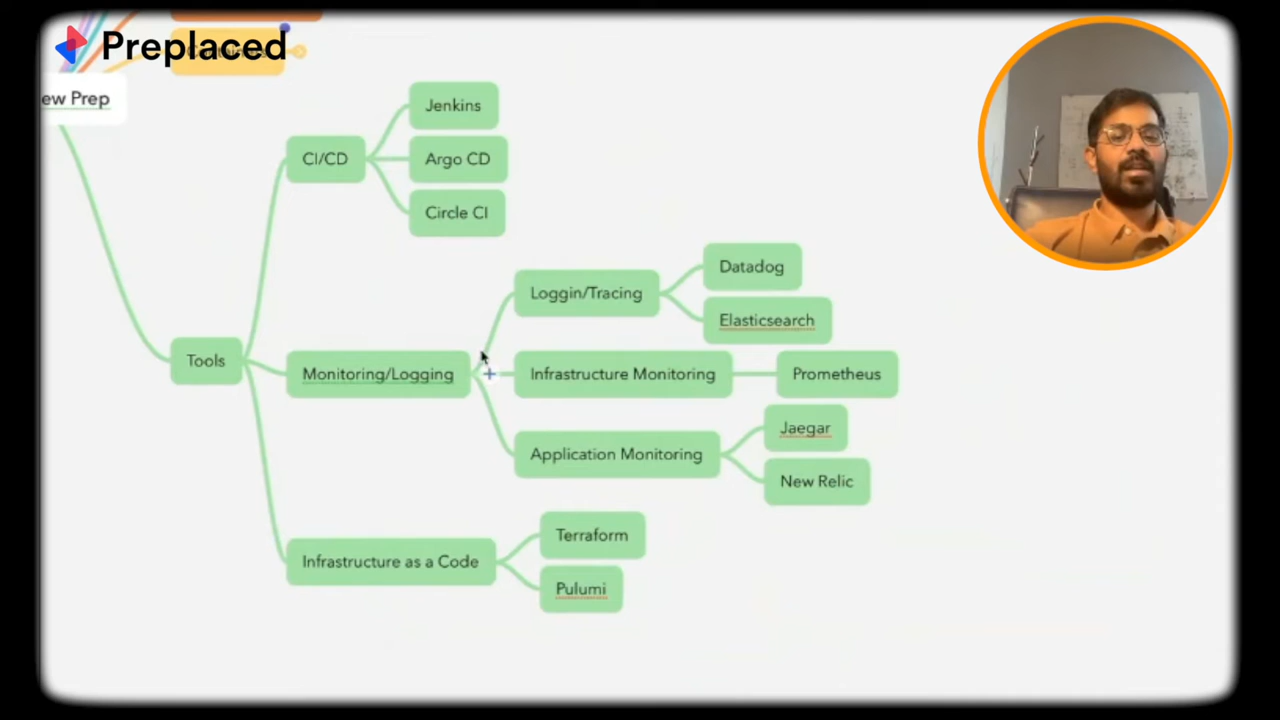 Preplaced
ew Prep
Jenkins
CI/CD
Argo CD
Circle CI
Datadog
Loggin/Tracing
Elasticsearch
Tools
Monitoring/Logging
Infrastructure Monitoring
Prometheus
Jaegar
Application Monitoring
New Relic
Terraform
Infrastructure as a Code
Pulumi